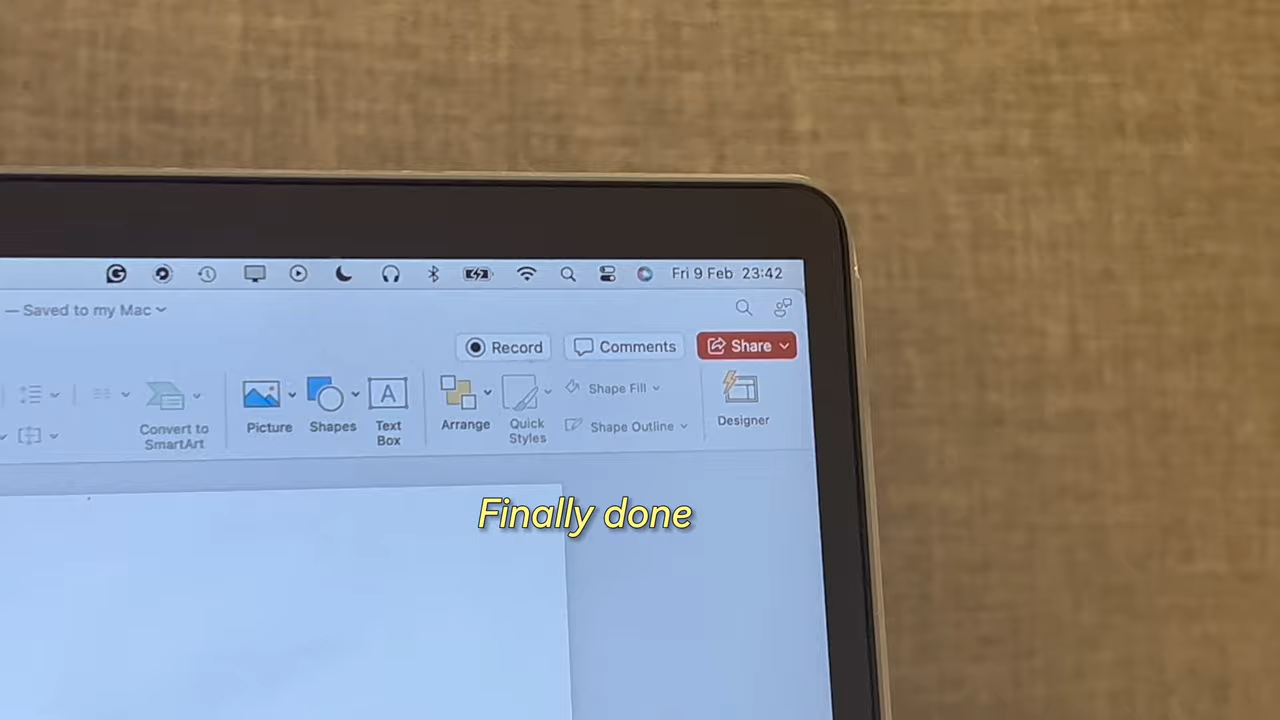 Fri 9 Feb 23:42
— Saved to my Mac
Record
Comments
Share
Convert to
SmartArt
Picture
Shapes
A
Text
Box
Arrange
Quick
Styles
Shape Fill
Shape Outline
Designer
Finally done